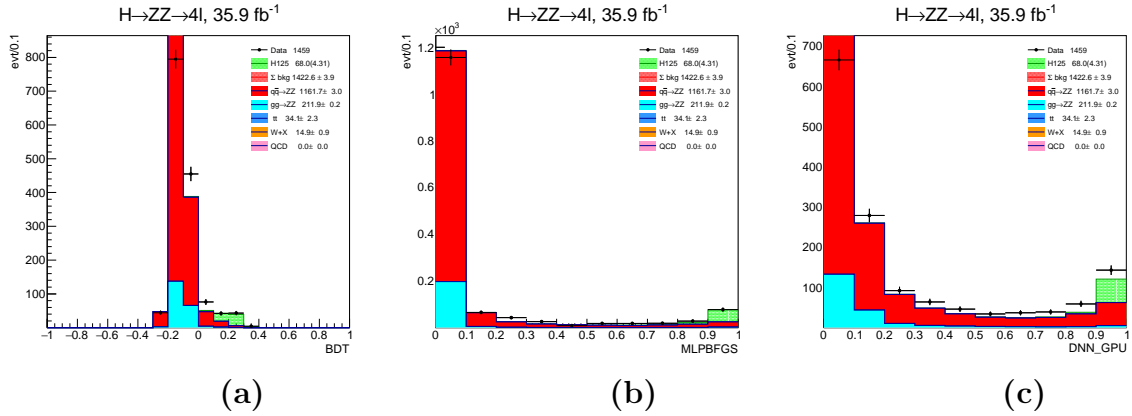 H→ZZ→4l, 35.9 fb⁻¹
evt/0.1
800
700
600
500
400
300
200
100
−1 −0.8 −0.6 −0.4 −0.2 0 0.2 0.4 0.6 0.8 1
BDT
Data 1459
H125 68.0(4.31)
Σ bkg 1422.6 ± 3.9
qq̄→ZZ 1161.7± 3.0
gg→ZZ 211.9± 0.2
tt 34.1± 2.3
W+X 14.9± 0.9
QCD 0.0± 0.0
(a)
H→ZZ→4l, 35.9 fb⁻¹
×10³
evt/0.1
1.2
1
0.8
0.6
0.4
0.2
0 0.1 0.2 0.3 0.4 0.5 0.6 0.7 0.8 0.9 1
MLPBFGS
Data 1459
H125 68.0(4.31)
Σ bkg 1422.6 ± 3.9
qq̄→ZZ 1161.7± 3.0
gg→ZZ 211.9± 0.2
tt 34.1± 2.3
W+X 14.9± 0.9
QCD 0.0± 0.0
(b)
H→ZZ→4l, 35.9 fb⁻¹
evt/0.1
700
600
500
400
300
200
100
0 0.1 0.2 0.3 0.4 0.5 0.6 0.7 0.8 0.9 1
DNN_GPU
Data 1459
H125 68.0(4.31)
Σ bkg 1422.6 ± 3.9
qq̄→ZZ 1161.7± 3.0
gg→ZZ 211.9± 0.2
tt 34.1± 2.3
W+X 14.9± 0.9
QCD 0.0± 0.0
(c)